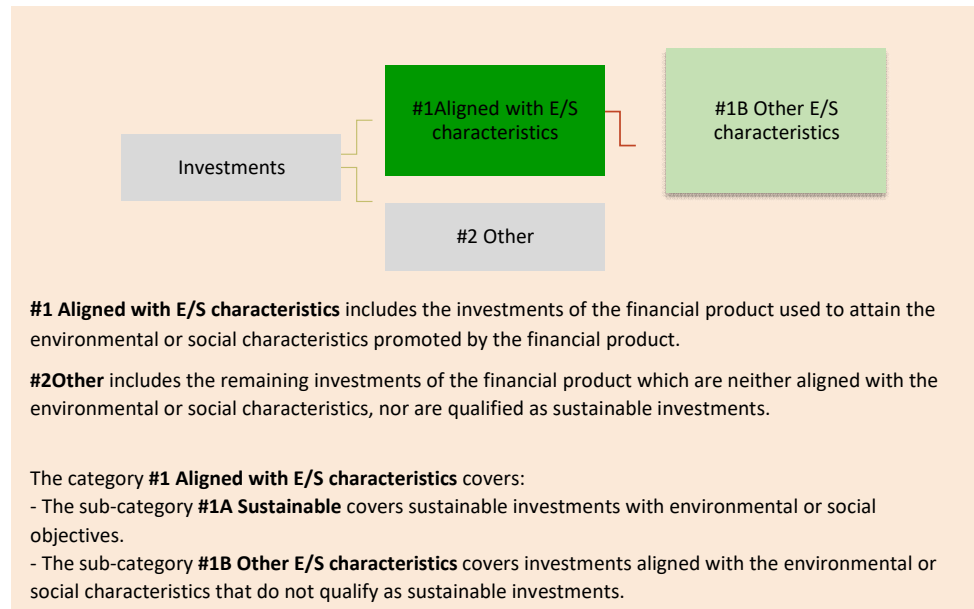 #1Aligned with E/S
characteristics
#1B Other E/S
characteristics
Investments
#2 Other
#1 Aligned with E/S characteristics includes the investments of the financial product used to attain the
environmental or social characteristics promoted by the financial product.
#2Other includes the remaining investments of the financial product which are neither aligned with the
environmental or social characteristics, nor are qualified as sustainable investments.
The category #1 Aligned with E/S characteristics covers:
- The sub-category #1A Sustainable covers sustainable investments with environmental or social
objectives.
- The sub-category #1B Other E/S characteristics covers investments aligned with the environmental or
social characteristics that do not qualify as sustainable investments.